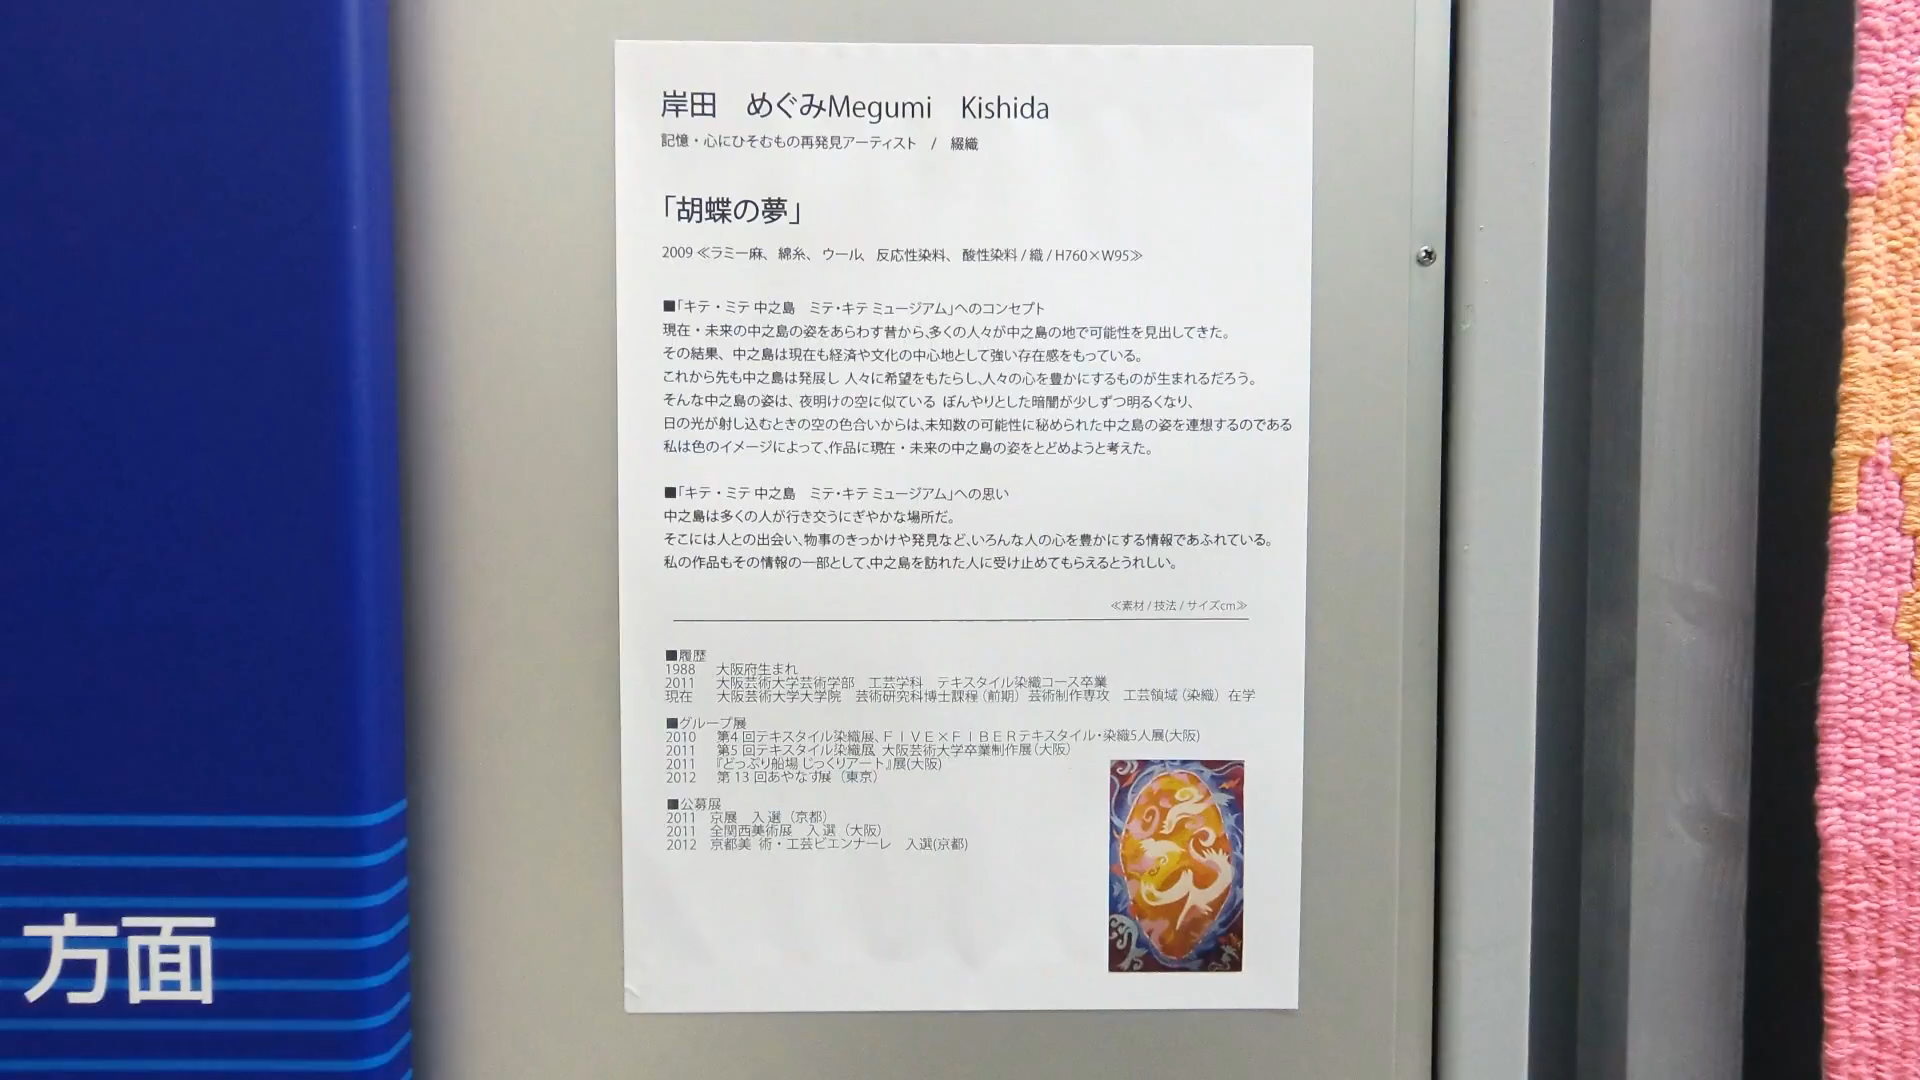 岸田　めぐみMegumi　Kishida
記憶・心にひそむもの再発見アーティスト　/　綴織
「胡蝶の夢」
2009 ≪ラミー麻、綿糸、ウール、反応性染料、酸性染料 / 織 / H760×W95≫
■「キテ・ミテ 中之島　ミテ・キテ ミュージアム」へのコンセプト
現在・未来の中之島の姿をあらわす昔から、多くの人々が中之島の地で可能性を見出してきた。
その結果、中之島は現在も経済や文化の中心地として強い存在感をもっている。
これから先も中之島は発展し 人々に希望をもたらし、人々の心を豊かにするものが生まれるだろう。
そんな中之島の姿は、夜明けの空に似ている ぼんやりとした暗闇が少しずつ明るくなり、
日の光が射し込むときの空の色合いからは、未知数の可能性に秘められた中之島の姿を連想するのである
私は色のイメージによって、作品に現在・未来の中之島の姿をとどめようと考えた。
■「キテ・ミテ 中之島　ミテ・キテ ミュージアム」への思い
中之島は多くの人が行き交うにぎやかな場所だ。
そこには人との出会い、物事のきっかけや発見など、いろんな人の心を豊かにする情報であふれている。
私の作品もその情報の一部として、中之島を訪れた人に受け止めてもらえるとうれしい。
≪素材 / 技法 / サイズcm≫
■履歴
1988　大阪府生まれ
2011　大阪芸術大学芸術学部　工芸学科　テキスタイル染織コース卒業
現在　大阪芸術大学大学院　芸術研究科博士課程（前期）芸術制作専攻　工芸領域（染織）在学
■グループ展
2010　第4 回テキスタイル染織展、ＦＩＶＥ×ＦＩＢＥＲテキスタイル・染織5人展(大阪)
2011　第5 回テキスタイル染織展、大阪芸術大学卒業制作展（大阪）
2011　『どっぷり船場 じっくりアート』展(大阪)
2012　第 13 回あやなす展（東京）
■公募展
2011　京展　入選（京都）
2011　全関西美術展　入選（大阪）
2012　京都美 術・工芸ビエンナーレ　入選(京都)
方面